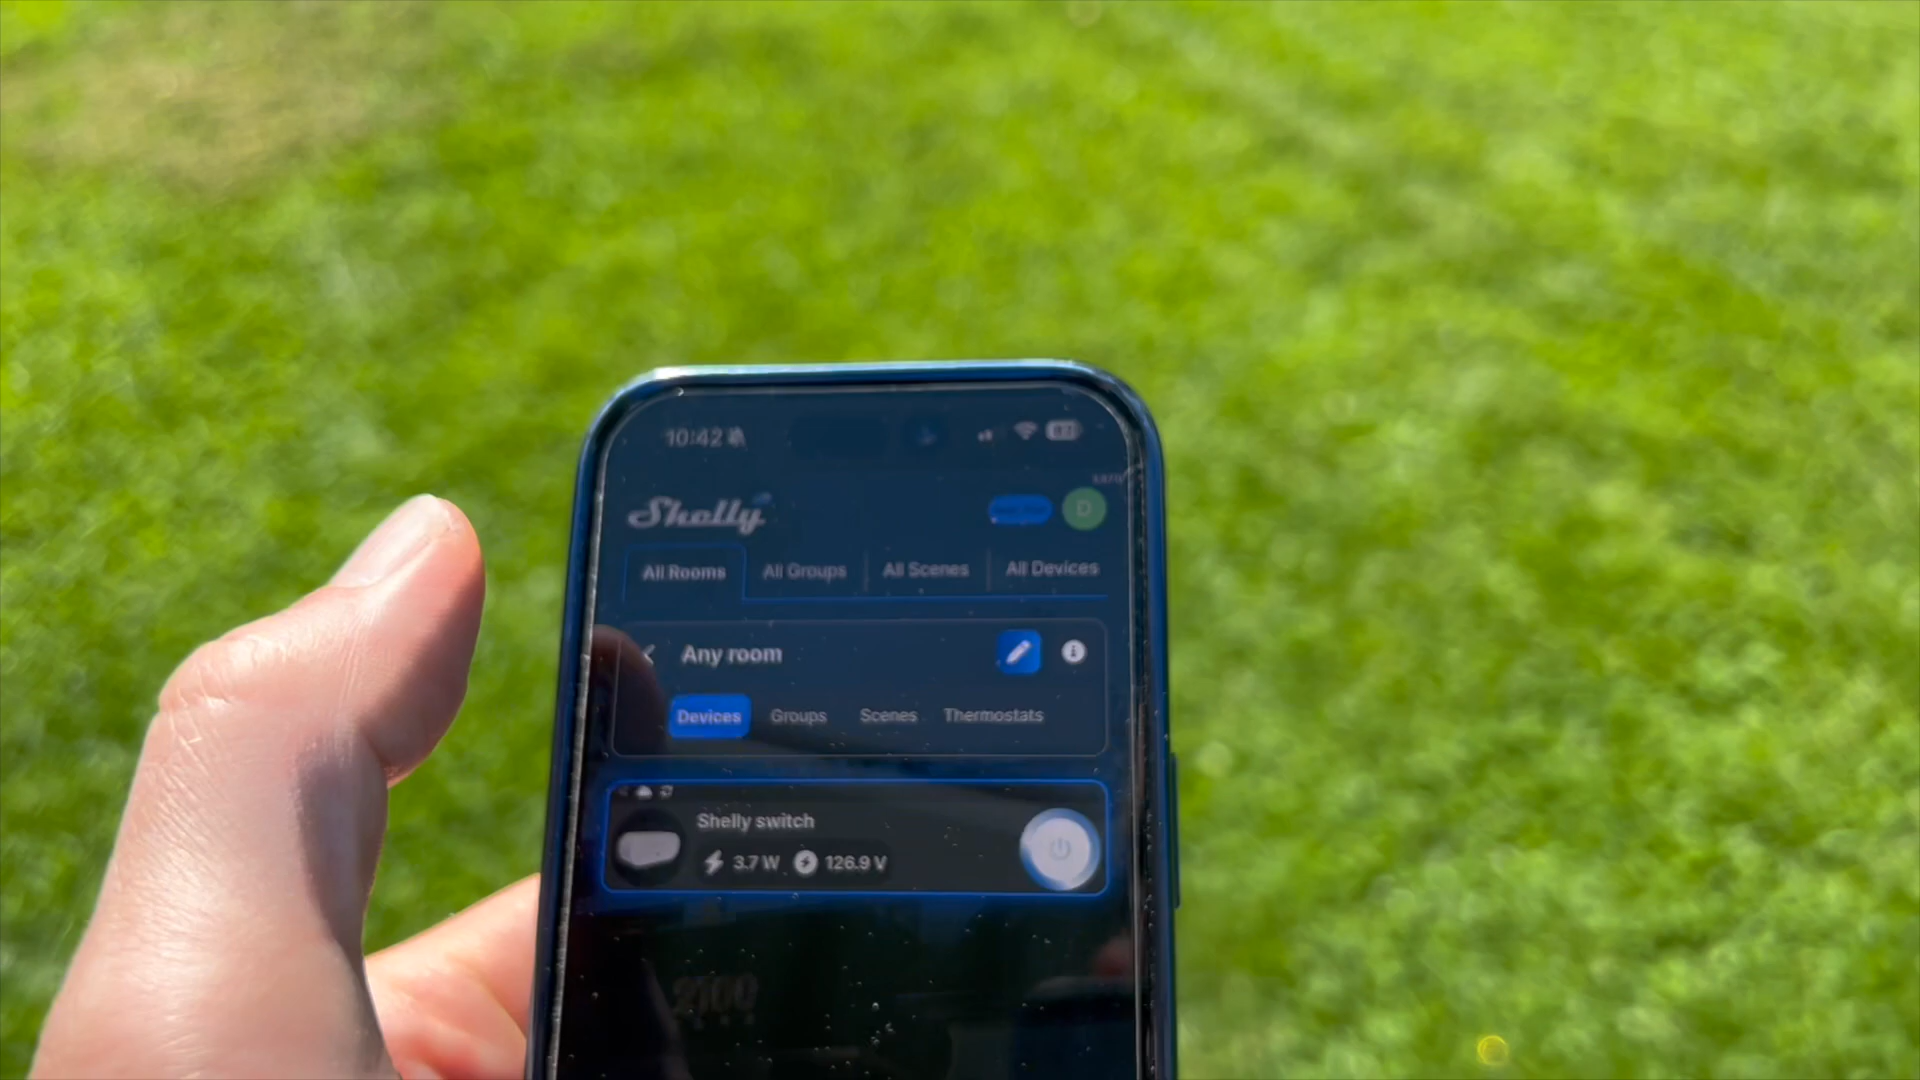 10:42
Shelly
D
All Rooms All Groups All Scenes All Devices
Any room
Devices Groups Scenes Thermostats
Shelly switch
3.7 W 126.9 V